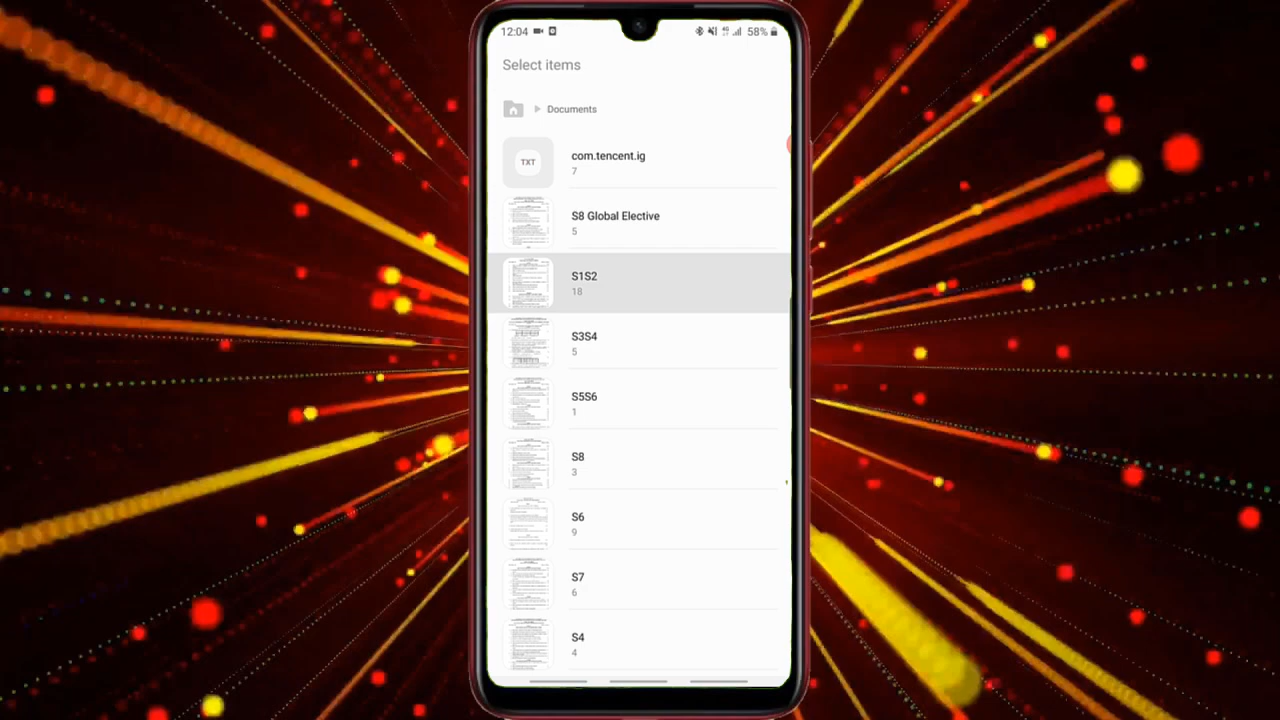 12:04 58%
Select items
Documents
TXT
com.tencent.ig
7
S8 Global Elective
5
S1S2
18
S3S4
5
S5S6
1
S8
3
S6
9
S7
6
S4
4